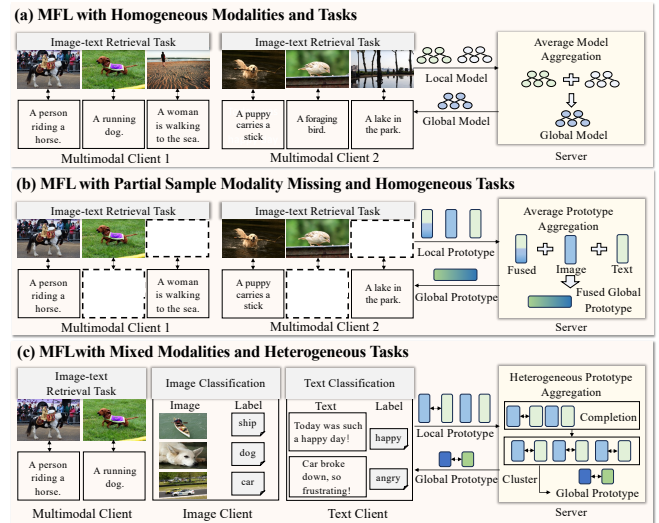 (a) MFL with Homogeneous Modalities and Tasks
Image-text Retrieval Task
A person
riding a
horse.
A running
dog.
A woman
is walking
to the sea.
Multimodal Client 1
Image-text Retrieval Task
A puppy
carries a
stick
A foraging
bird.
A lake in
the park.
Multimodal Client 2
Local Model
Global Model
Average Model
Aggregation
Global Model
Server
(b) MFL with Partial Sample Modality Missing and Homogeneous Tasks
Image-text Retrieval Task
A person
riding a
horse.
A woman
is walking
to the sea.
Multimodal Client 1
Image-text Retrieval Task
A puppy
carries a
stick
A lake in
the park.
Multimodal Client 2
Local Prototype
Global Prototype
Average Prototype
Aggregation
Fused
Image
Text
Fused Global
Prototype
Server
(c) MFLwith Mixed Modalities and Heterogeneous Tasks
Image-text
Retrieval Task
A person
riding a
horse.
A running
dog.
Multimodal Client
Image Classification
Image
Label
ship
dog
car
Image Client
Text Classification
Text
Label
Today was such
a happy day!
happy
Car broke
down, so
frustrating!
angry
Text Client
Local Prototype
Global Prototype
Heterogeneous Prototype
Aggregation
Completion
Cluster
Global Prototype
Server